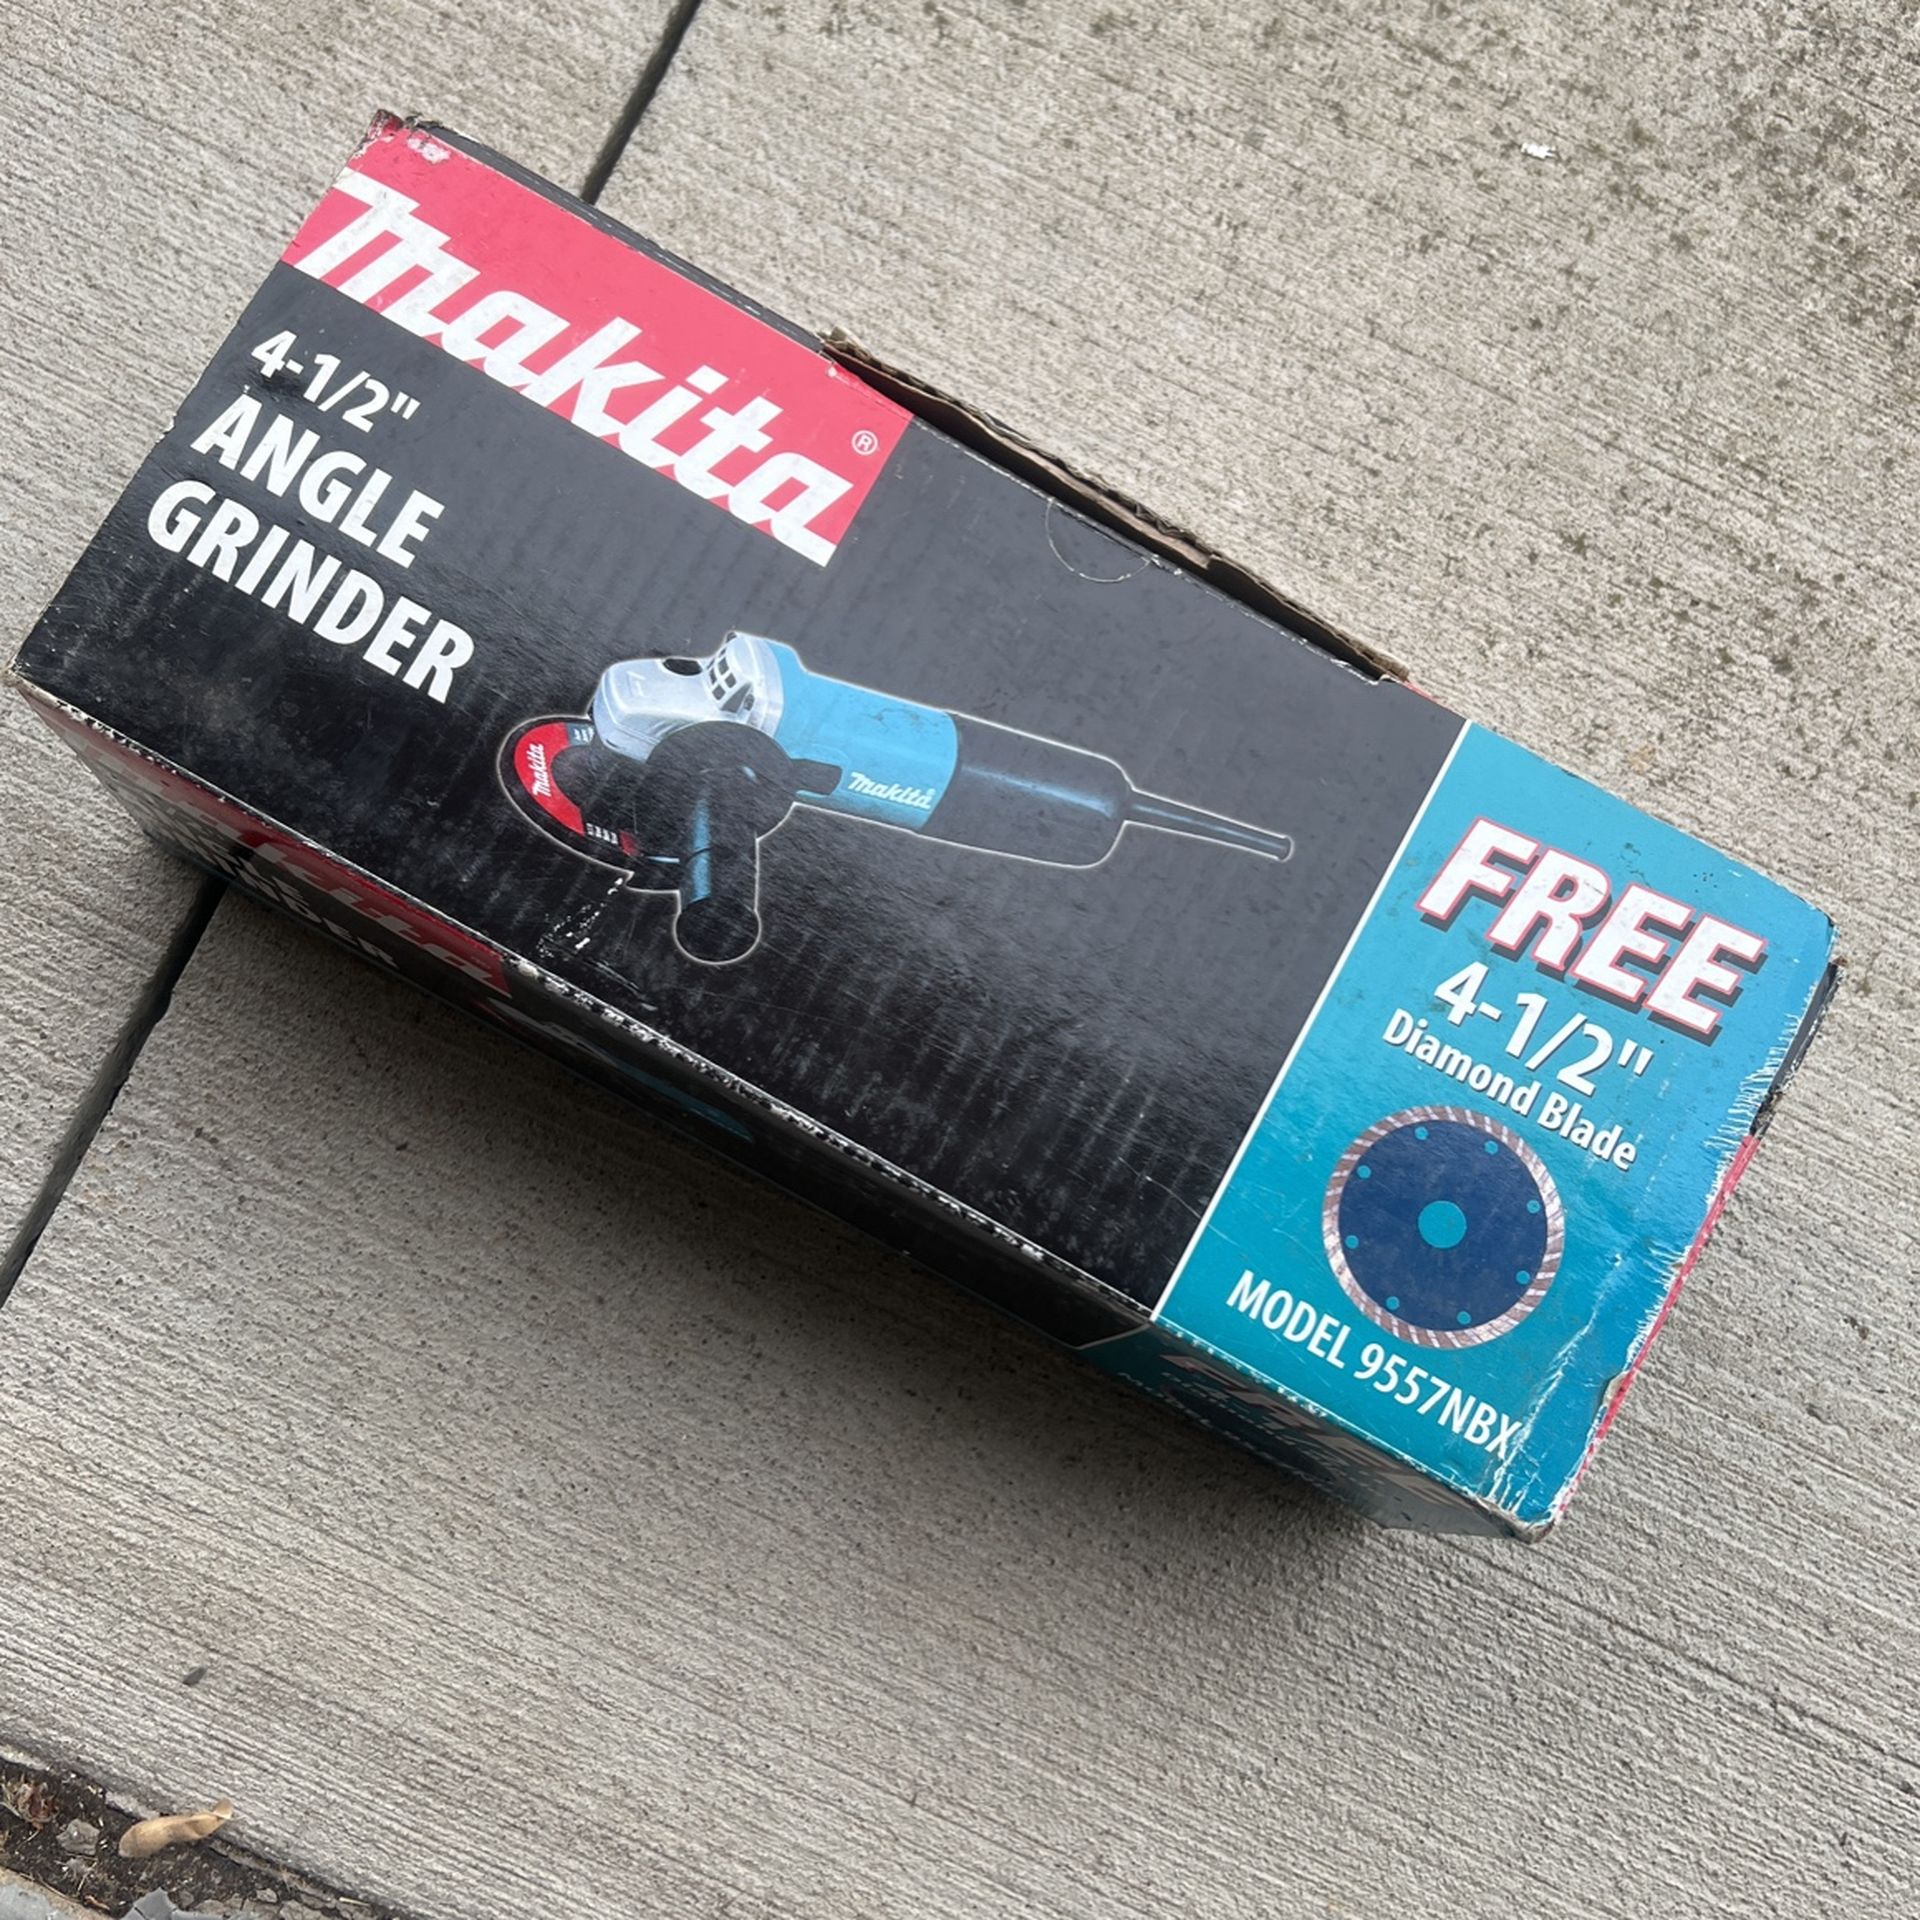 Makita®
4-1/2"
ANGLE
GRINDER
Makita
Makita
FREE
4-1/2"
Diamond Blade
MODEL 9557NBX